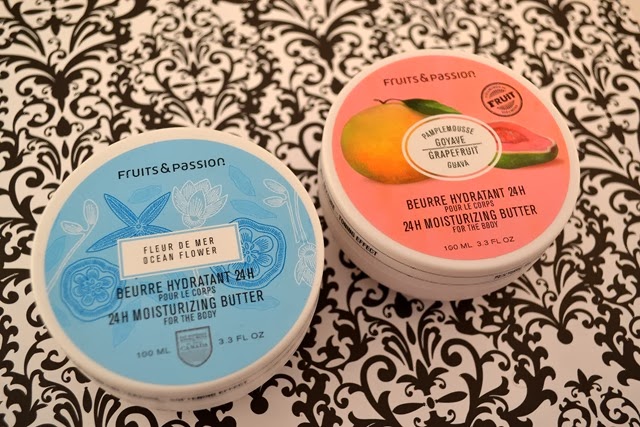 FRUITS & PASSION
FLEUR DE MER
OCEAN FLOWER
BEURRE HYDRATANT 24H
POUR LE CORPS
24H MOISTURIZING BUTTER
FOR THE BODY
100 ML 3.3 FL OZ
FRUITS & PASSION
FRUIT
PAMPLEMOUSSE
GOYAVE
GRAPEFRUIT
GUAVA
BEURRE HYDRATANT 24H
POUR LE CORPS
24H MOISTURIZING BUTTER
FOR THE BODY
100 ML 3.3 FL OZ